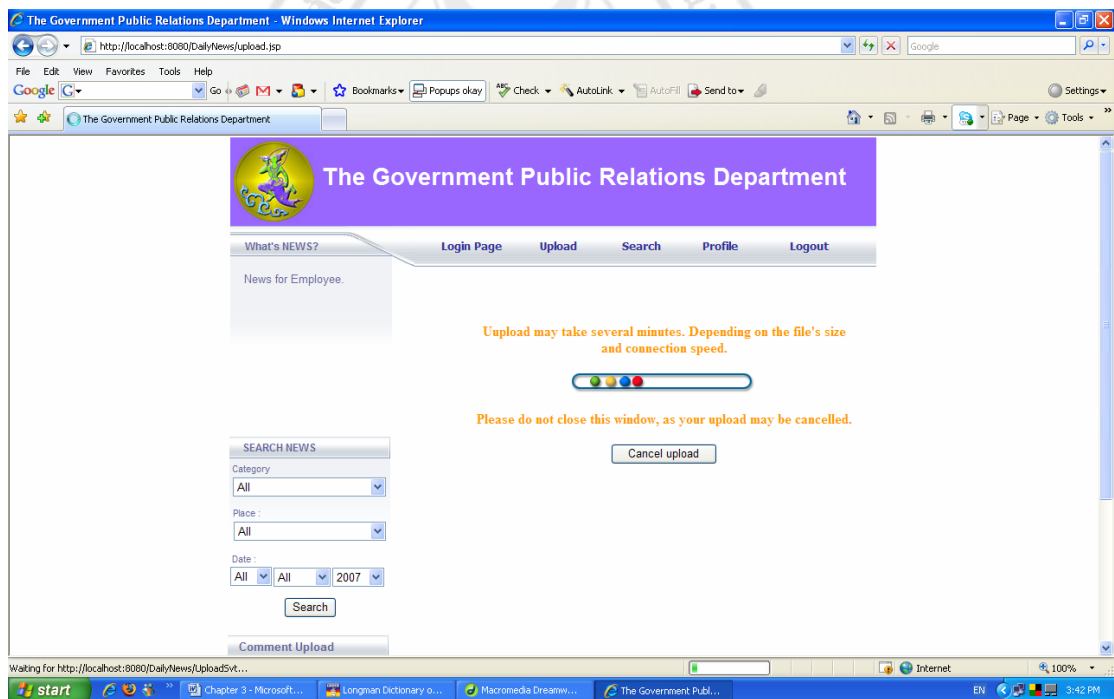 The Government Public Relations Department - Windows Internet Explorer
http://localhost:8080/DailyNews/upload.jsp
Google
File Edit View Favorites Tools Help
Google G Go Bookmarks Popups okay Check AutoLink AutoFill Send to Settings
The Government Public Relations Department Page Tools
The Government Public Relations Department
What's NEWS? Login Page Upload Search Profile Logout
News for Employee.
Uupload may take several minutes. Depending on the file's size
and connection speed.
Please do not close this window, as your upload may be cancelled.
Cancel upload
SEARCH NEWS
Category
All
Place :
All
Date :
All All 2007
Search
Comment Upload
Waiting for http://localhost:8080/DailyNews/UploadSvt... Internet 100%
start Chapter 3 - Microsoft... Longman Dictionary o... Macromedia Dreamw... The Government Publ... EN 3:42 PM